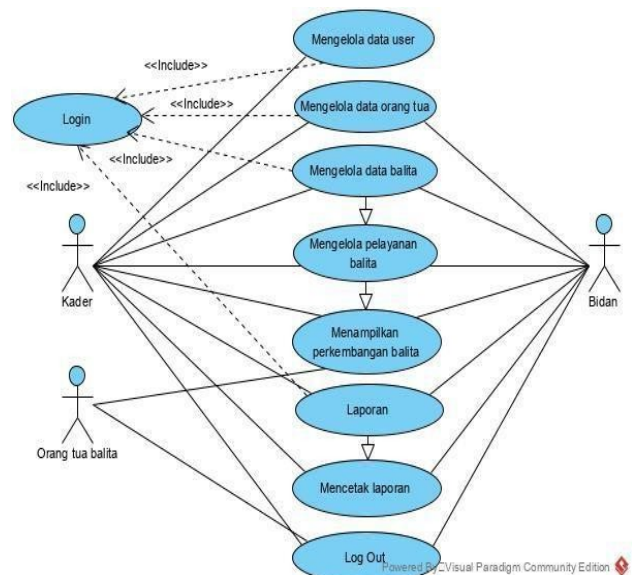 Mengelola data user
<<Include>>
Mengelola data orang tua
<<Include>>
Login
<<Include>>
Mengelola data balita
<<Include>>
Mengelola pelayanan
balita
Kader
Bidan
Menampilkan
perkembangan balita
Laporan
Orang tua balita
Mencetak laporan
Log Out
Powered By Visual Paradigm Community Edition